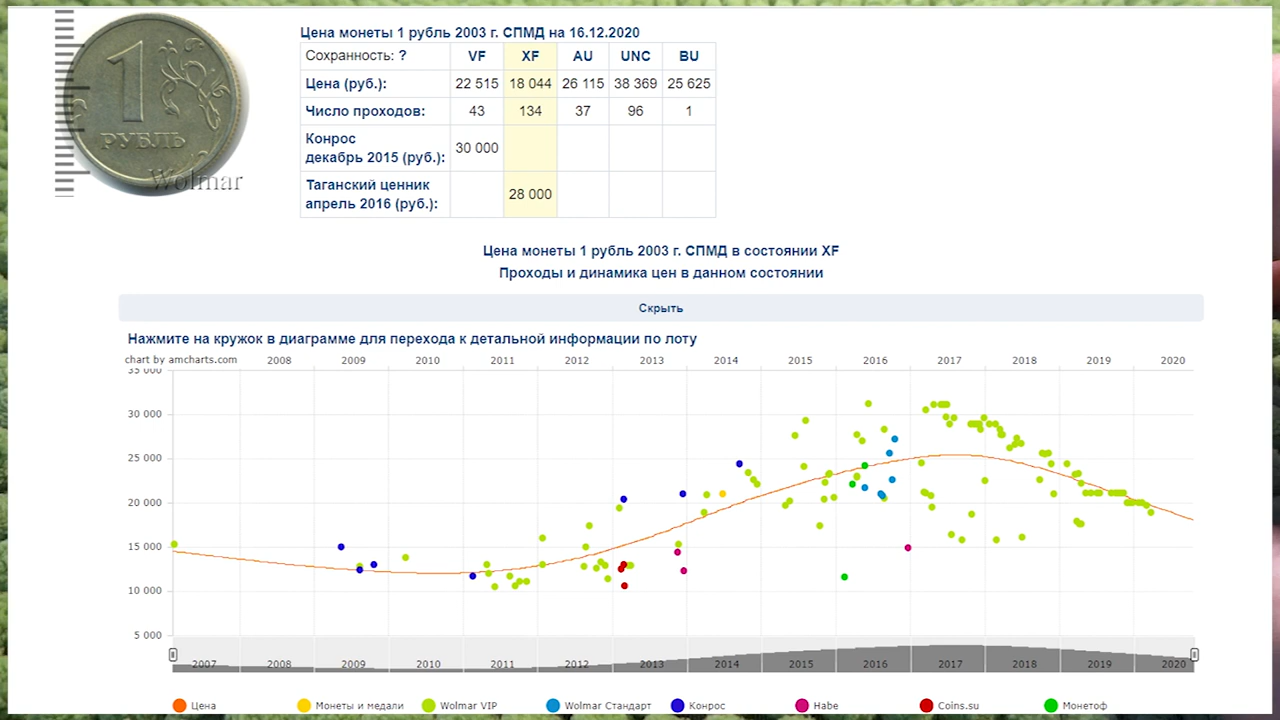 1
РУБЛЬ
Wolmar
Цена монеты 1 рубль 2003 г. СПМД на 16.12.2020
Сохранность: ? VF XF AU UNC BU
Цена (руб.): 22 515 18 044 26 115 38 369 25 625
Число проходов: 43 134 37 96 1
Конрос
декабрь 2015 (руб.): 30 000
Таганский ценник
апрель 2016 (руб.): 28 000
Цена монеты 1 рубль 2003 г. СПМД в состоянии XF
Проходы и динамика цен в данном состоянии
Скрыть
Нажмите на кружок в диаграмме для перехода к детальной информации по лоту
chart by amcharts.com 2008 2009 2010 2011 2012 2013 2014 2015 2016 2017 2018 2019 2020
35 000
30 000
25 000
20 000
15 000
10 000
5 000
2007 2008 2009 2010 2011 2012 2013 2014 2015 2016 2017 2018 2019 2020
Цена Монеты и медали Wolmar VIP Wolmar Стандарт Конрос Habe Coins.su Монетоф